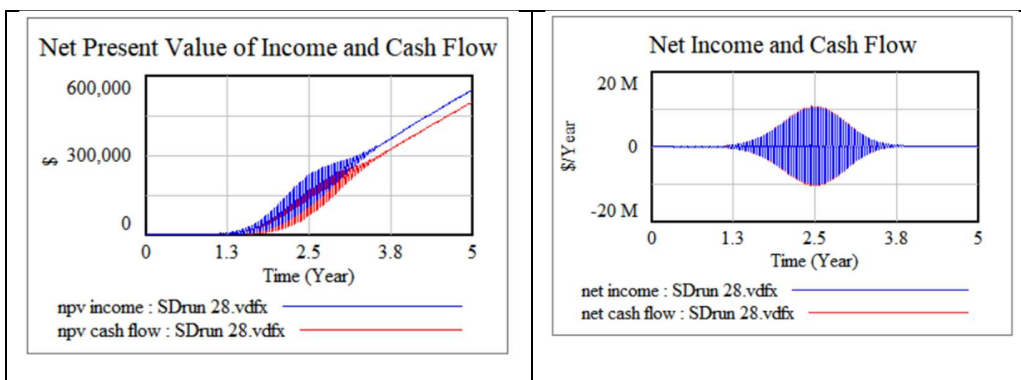 Net Present Value of Income and Cash Flow
600,000
$
300,000
0
0 1.3 2.5 3.8 5
Time (Year)
npv income : SDrun 28.vdfx
npv cash flow : SDrun 28.vdfx
Net Income and Cash Flow
20 M
$/Year
0
-20 M
0 1.3 2.5 3.8 5
Time (Year)
net income : SDrun 28.vdfx
net cash flow : SDrun 28.vdfx